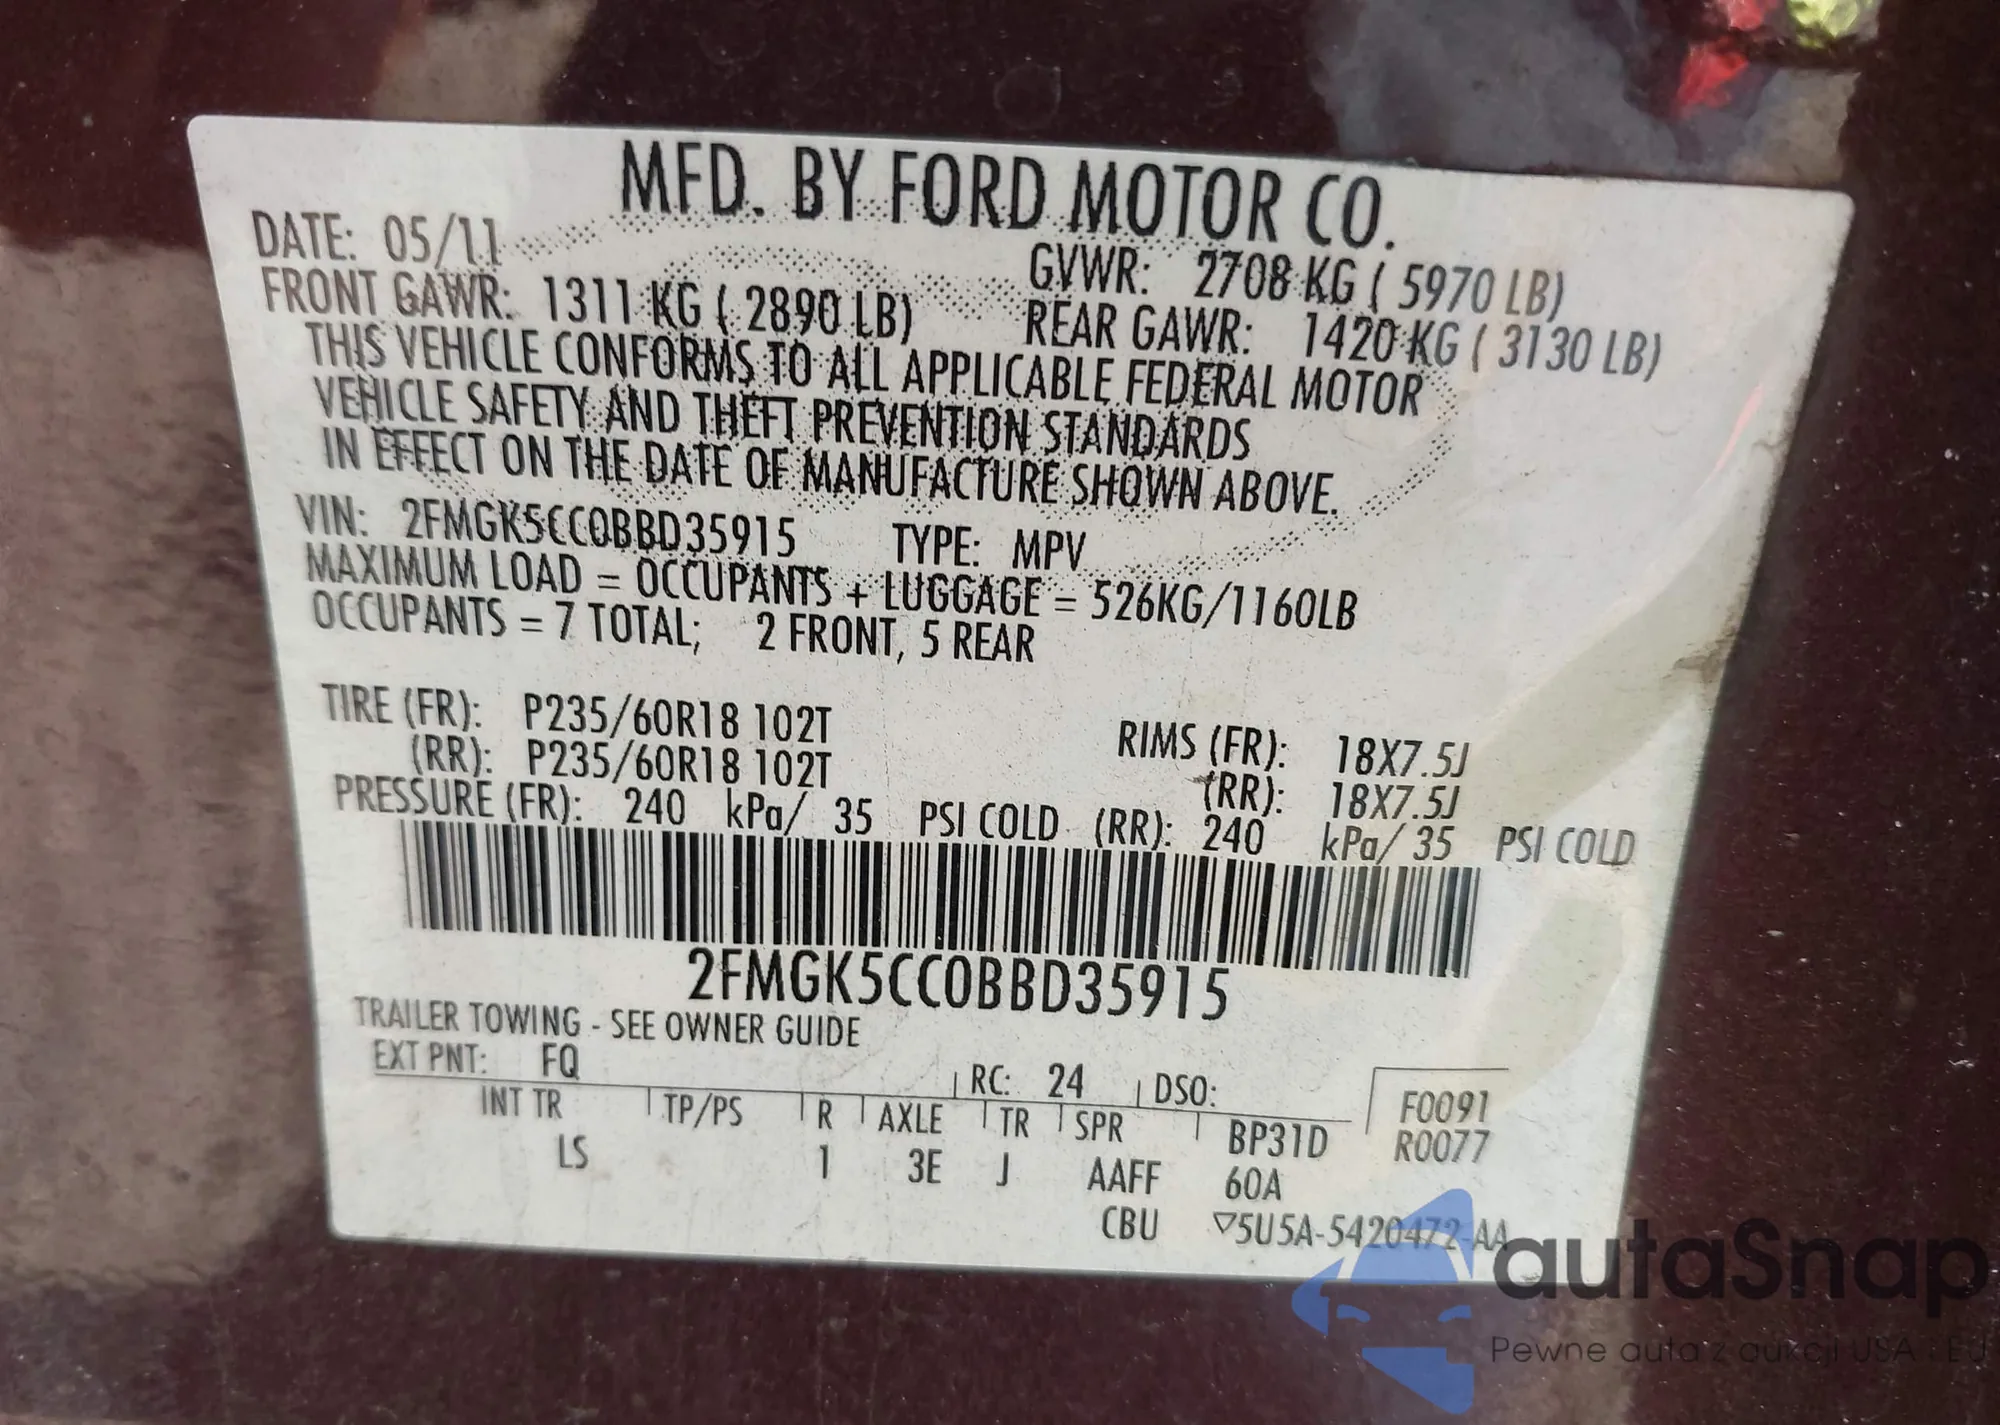 MFD. BY FORD MOTOR CO.
DATE: 05/11
GVWR: 2708 KG ( 5970 LB)
FRONT GAWR: 1311 KG ( 2890 LB)
REAR GAWR: 1420 KG ( 3130 LB)
THIS VEHICLE CONFORMS TO ALL APPLICABLE FEDERAL MOTOR
VEHICLE SAFETY AND THEFT PREVENTION STANDARDS
IN EFFECT ON THE DATE OF MANUFACTURE SHOWN ABOVE.
VIN: 2FMGK5CC0BBD35915 TYPE: MPV
MAXIMUM LOAD = OCCUPANTS + LUGGAGE = 526KG/1160LB
OCCUPANTS = 7 TOTAL; 2 FRONT, 5 REAR
TIRE (FR): P235/60R18 102T RIMS (FR): 18X7.5J
(RR): P235/60R18 102T (RR): 18X7.5J
PRESSURE (FR): 240 kPa/ 35 PSI COLD (RR): 240 kPa/ 35 PSI COLD
2FMGK5CC0BBD35915
TRAILER TOWING - SEE OWNER GUIDE
EXT PNT: FQ RC: 24 DSO: F0091
INT TR TP/PS R AXLE TR SPR BP31D R0077
LS 1 3E J AAFF 60A
CBU ▽5U5A-5420472-AA
autoSnap
Pewne auta z aukcji USA i EU